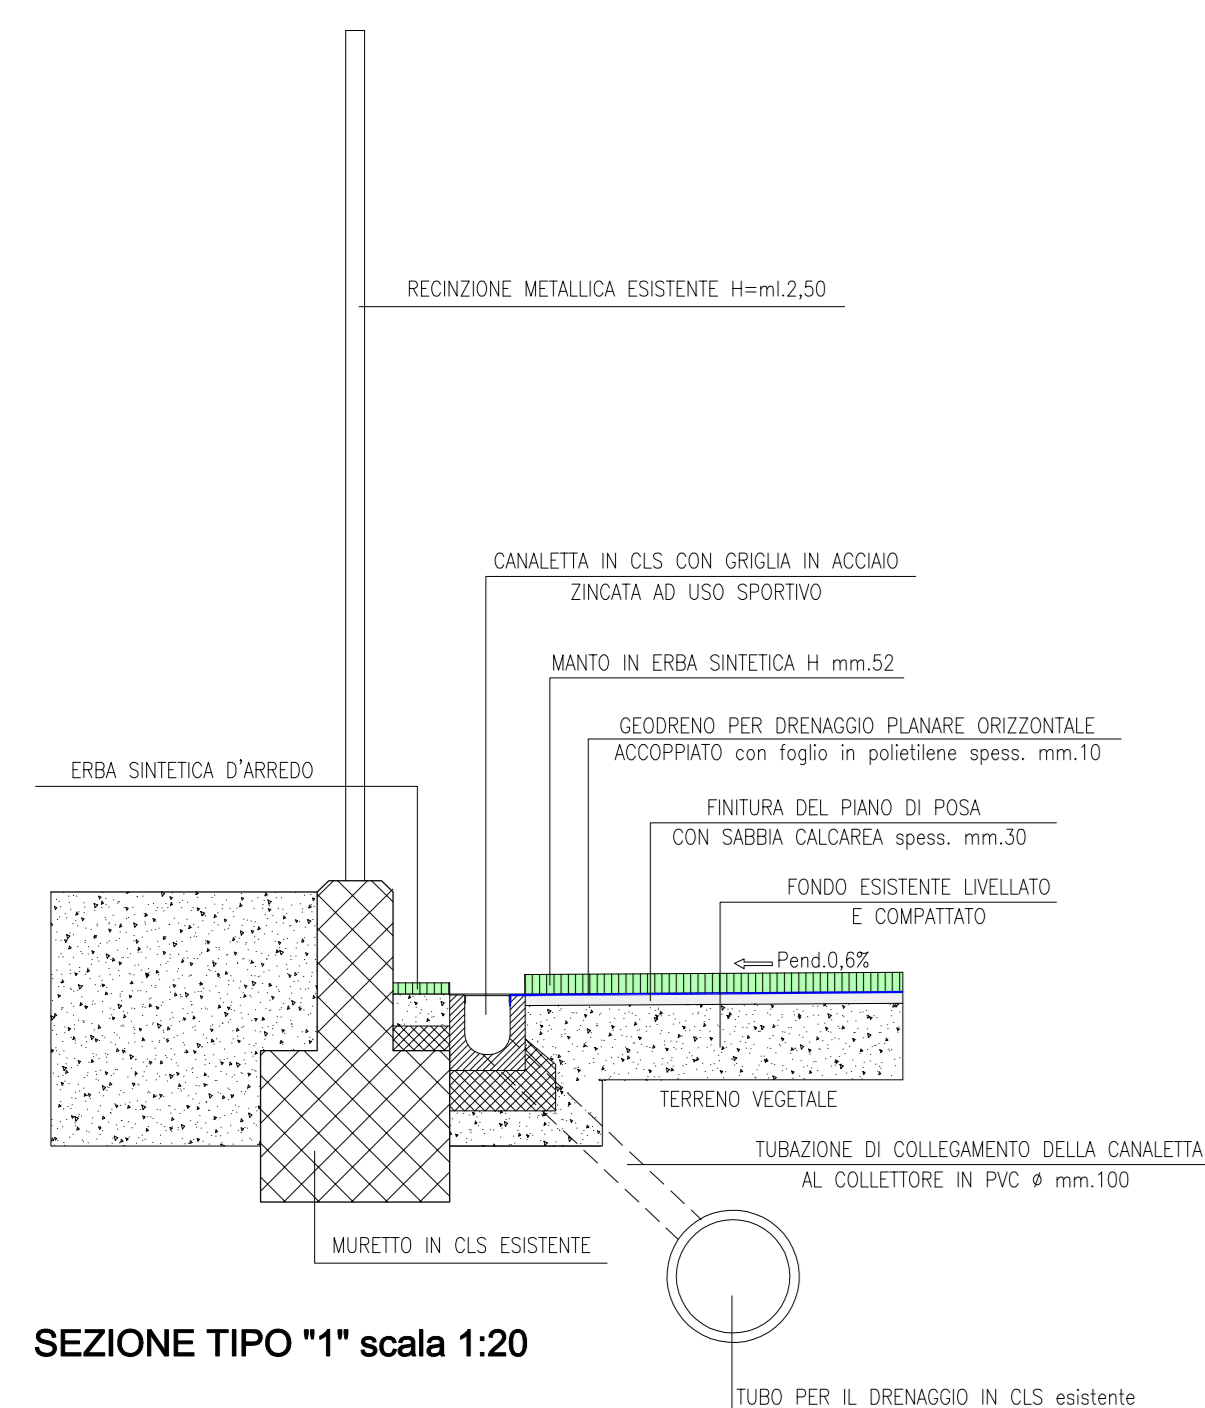 RECINZIONE METALLICA ESISTENTE H=ml.2,50
CANALETTA IN CLS CON GRIGLIA IN ACCIAIO
ZINCATA AD USO SPORTIVO
MANTO IN ERBA SINTETICA H mm.52
GEODRENO PER DRENAGGIO PLANARE ORIZZONTALE
ACCOPPIATO con foglio in polietilene spess. mm.10
ERBA SINTETICA D'ARREDO
FINITURA DEL PIANO DI POSA
CON SABBIA CALCAREA spess. mm.30
FONDO ESISTENTE LIVELLATO
E COMPATTATO
Pend.0,6%
TERRENO VEGETALE
TUBAZIONE DI COLLEGAMENTO DELLA CANALETTA
AL COLLETTORE IN PVC ø mm.100
MURETTO IN CLS ESISTENTE
SEZIONE TIPO "1" scala 1:20
TUBO PER IL DRENAGGIO IN CLS esistente